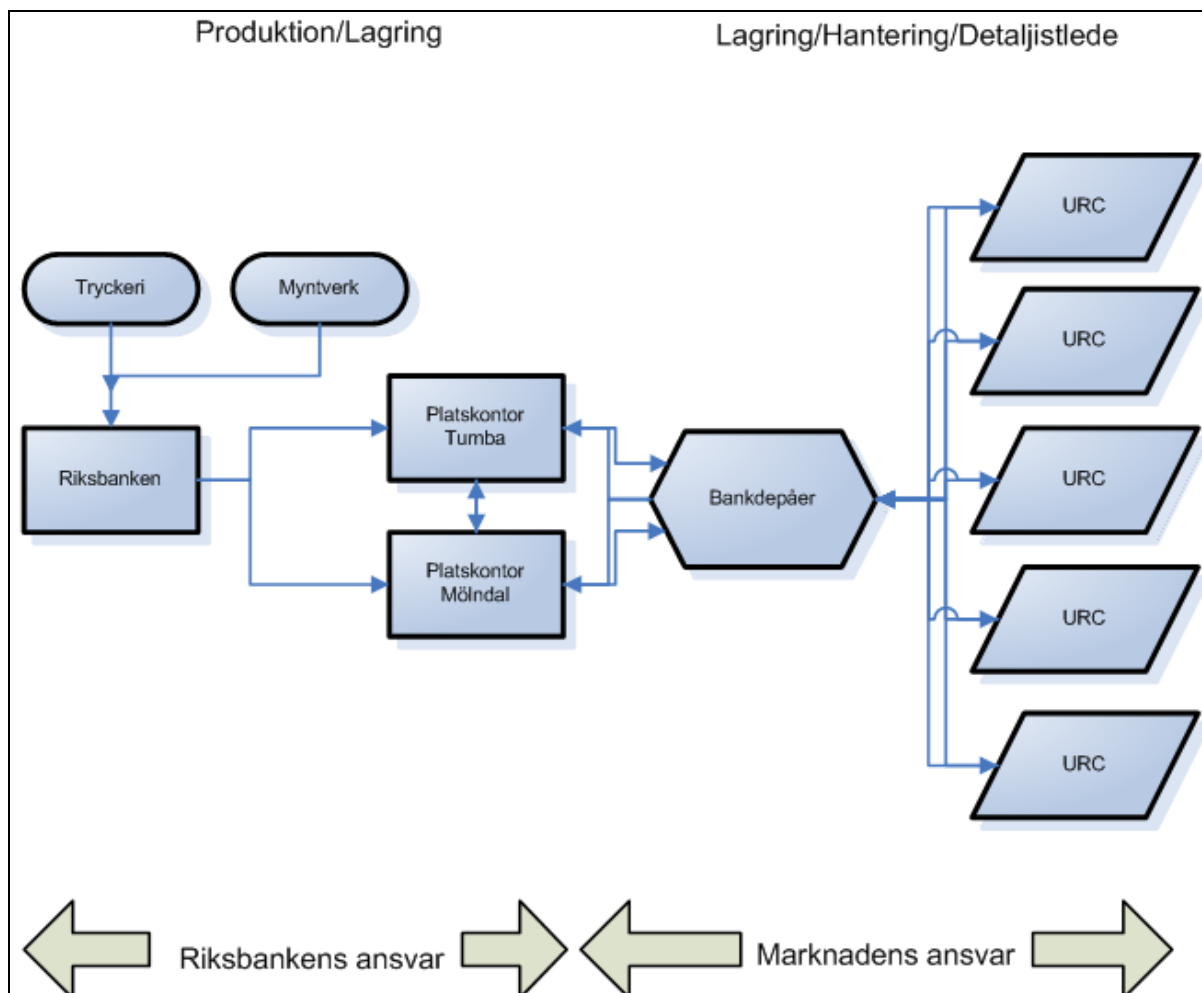 Produktion/Lagring
Lagring/Hantering/Detaljistlede
URC
URC
Tryckeri
Myntverk
Platskontor
Tumba
Riksbanken
URC
Bankdepåer
Platskontor
Mölndal
URC
URC
Riksbankens ansvar
Marknadens ansvar